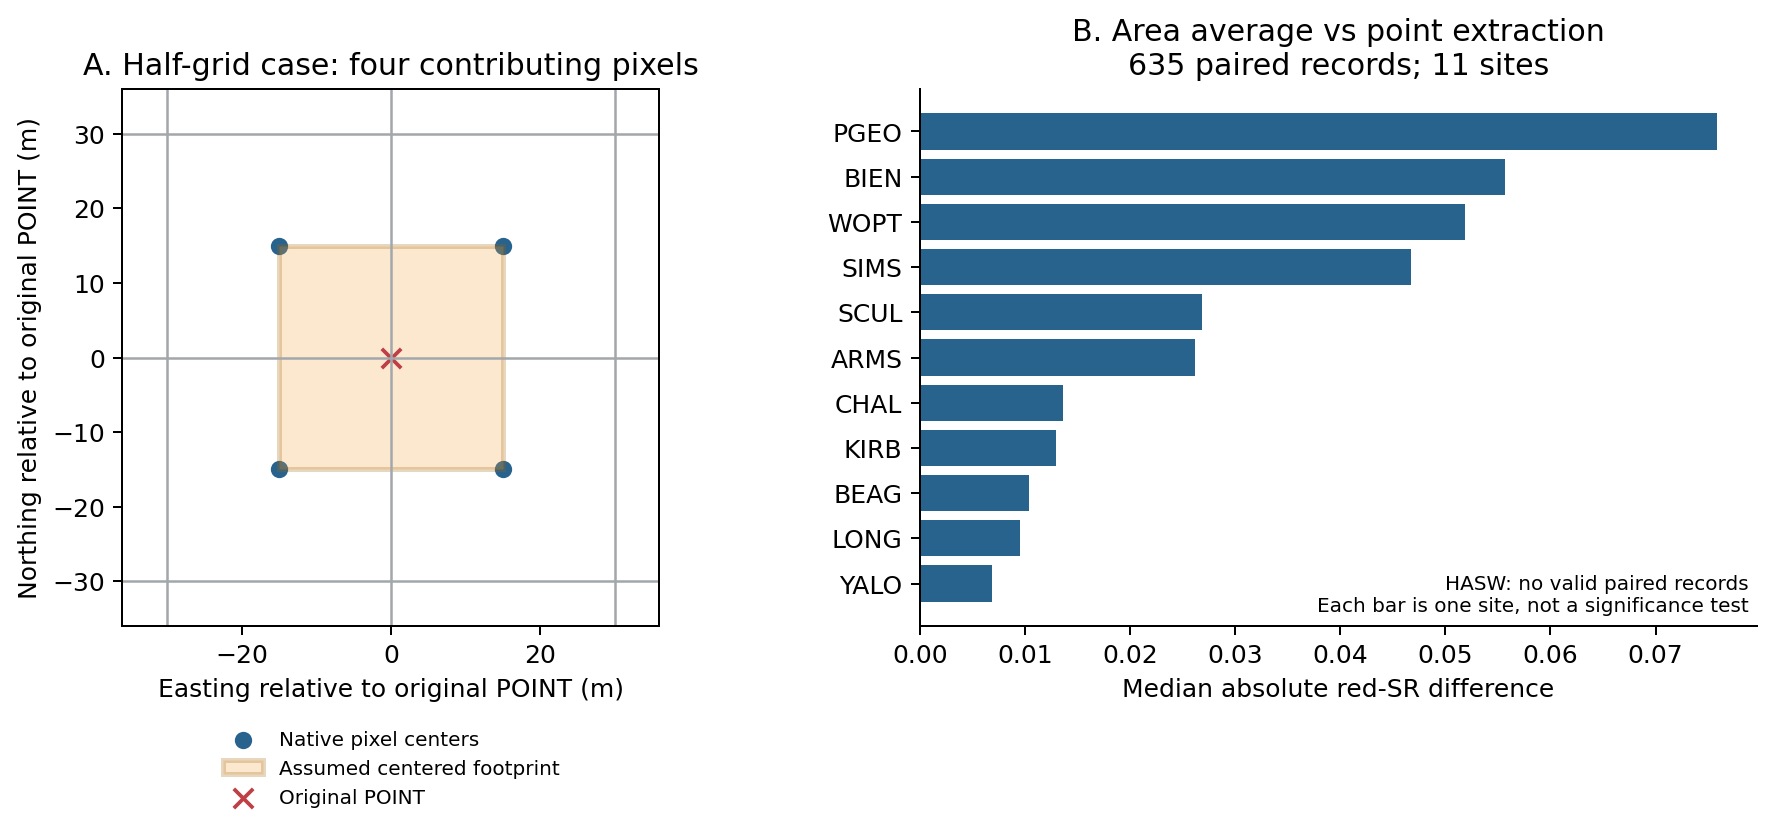 A. Half-grid case: four contributing pixels
Northing relative to original POINT (m)
30
20
10
0
−10
−20
−30
−20
0
20
Easting relative to original POINT (m)
Native pixel centers
Assumed centered footprint
Original POINT
B. Area average vs point extraction
635 paired records; 11 sites
PGEO
BIEN
WOPT
SIMS
SCUL
ARMS
CHAL
KIRB
BEAG
LONG
YALO
HASW: no valid paired records
Each bar is one site, not a significance test
0.00
0.01
0.02
0.03
0.04
0.05
0.06
0.07
Median absolute red-SR difference